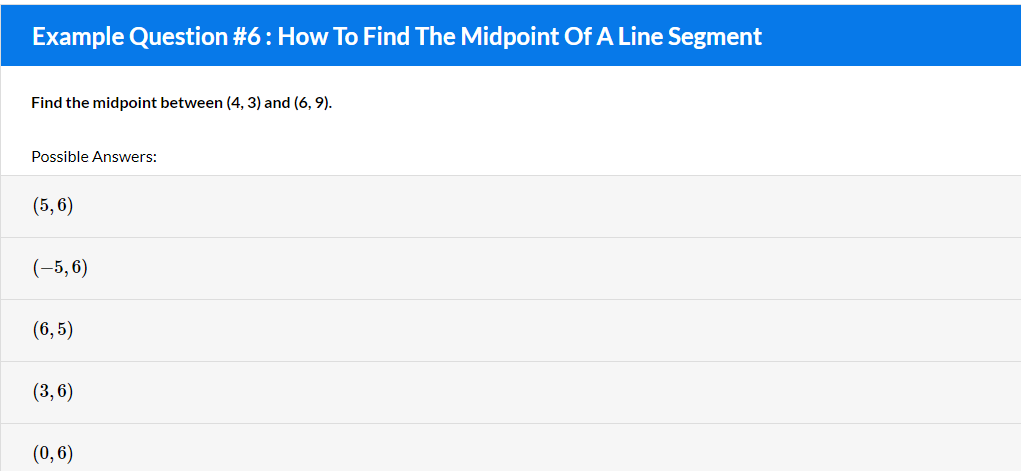 Example Question #6 : How To Find The Midpoint Of A Line Segment
Find the midpoint between (4, 3) and (6, 9).
Possible Answers:
(5, 6)
(−5, 6)
(6, 5)
(3, 6)
(0, 6)